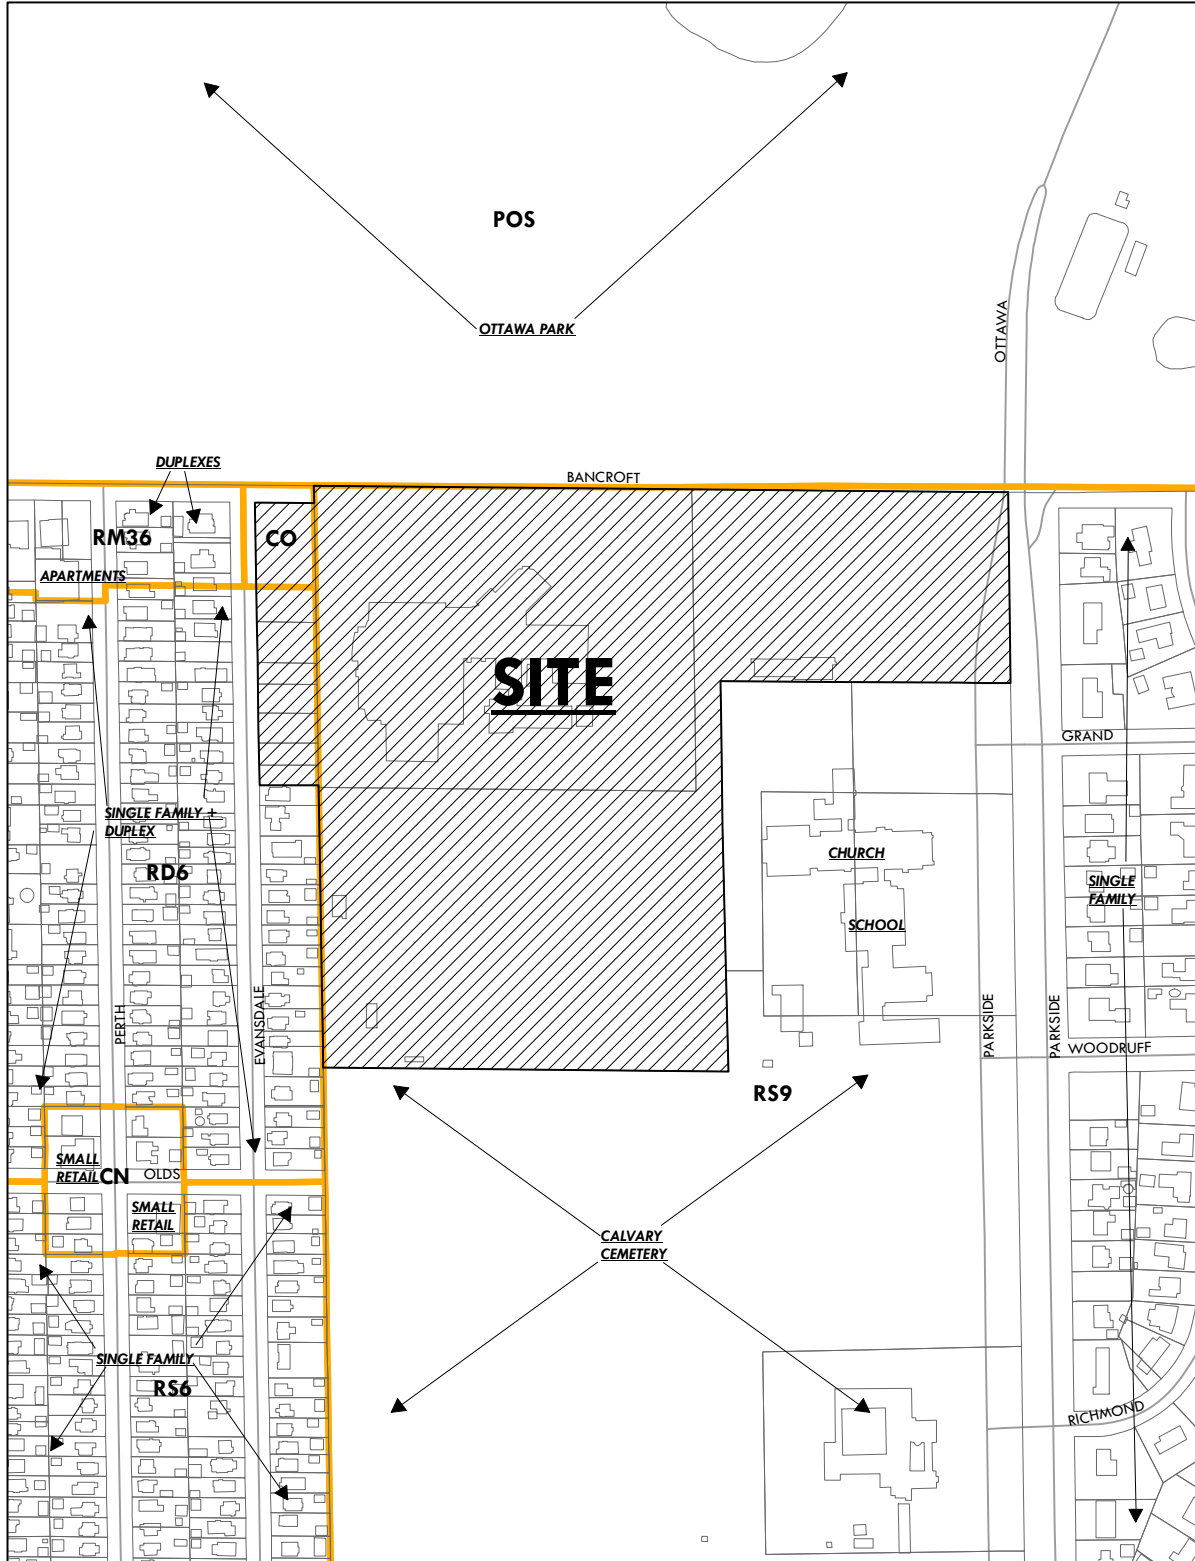 POS
OTTAWA PARK
OTTAWA
DUPLEXES
BANCROFT
RM36
CO
APARTMENTS
SITE
GRAND
SINGLE FAMILY +
DUPLEX
RD6
CHURCH
SINGLE
FAMILY
SCHOOL
PERTH
EVANSDALE
PARKSIDE
PARKSIDE
WOODRUFF
RS9
SMALL
RETAIL
CN
OLDS
SMALL
RETAIL
CALVARY
CEMETERY
SINGLE FAMILY
RS6
RICHMOND